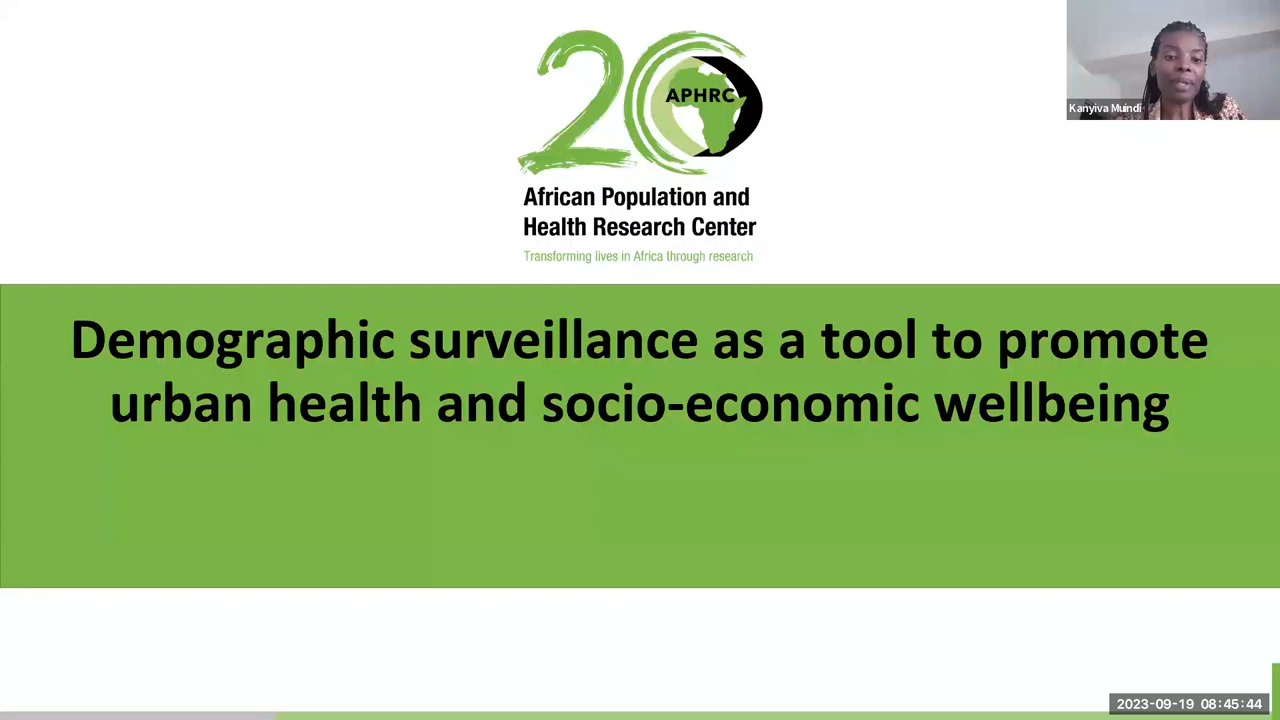 20
APHRC
Kanyiva Muindi
African Population and
Health Research Center
Transforming lives in Africa through research
Demographic surveillance as a tool to promote
urban health and socio-economic wellbeing
2023-09-19 08:45:44